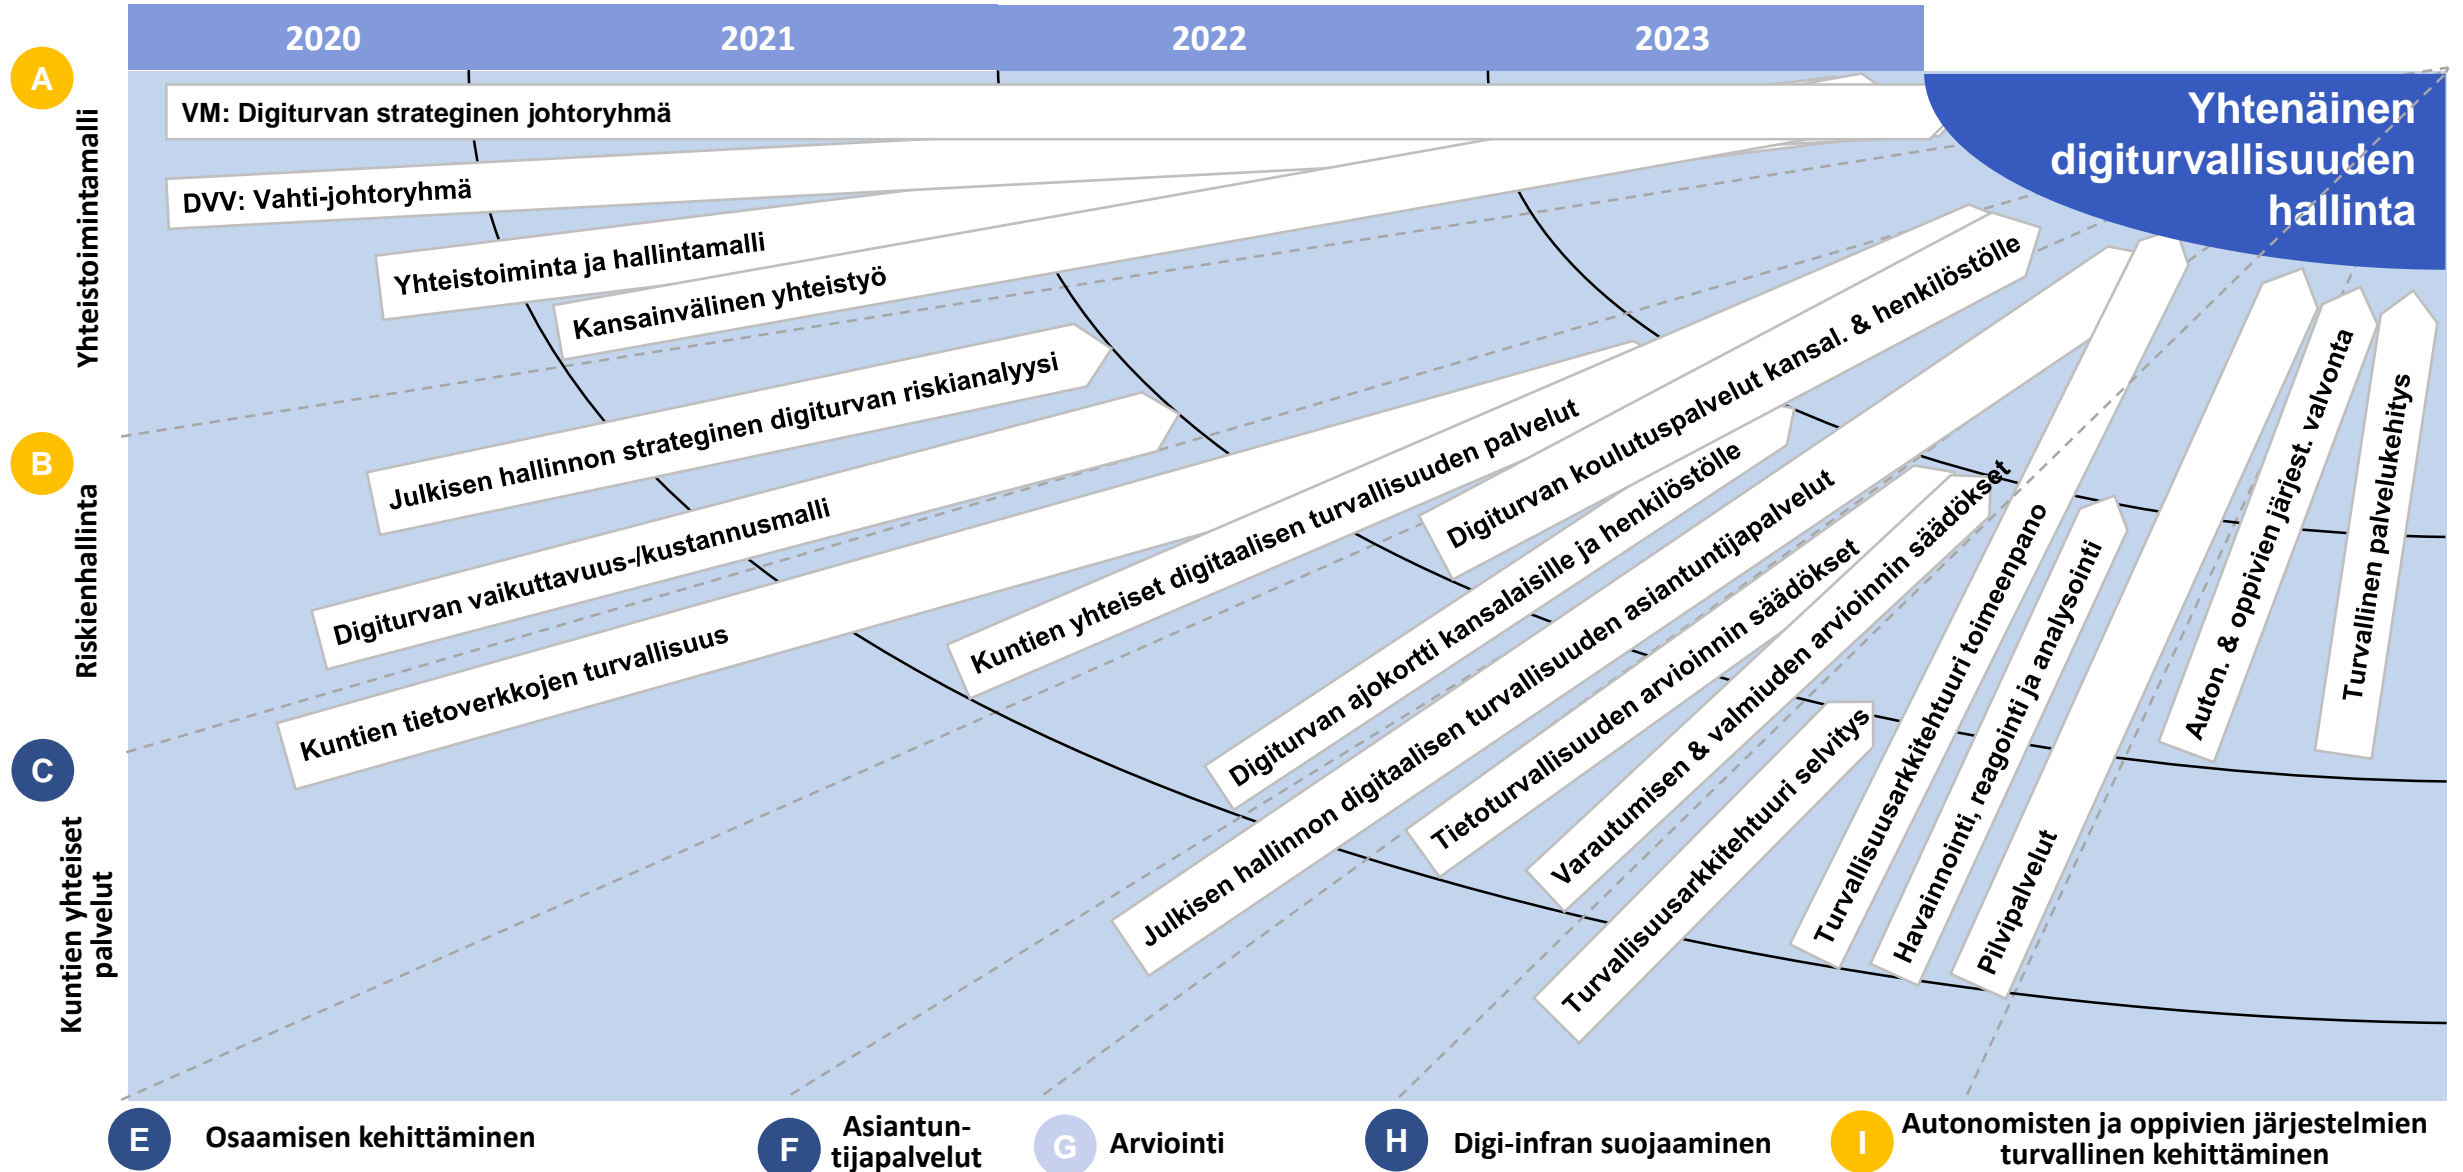 2020
2021
2022
2023
A
Yhteistoimintamalli
VM: Digiturvan strateginen johtoryhmä
DVV: Vahti-johtoryhmä
Yhteistoiminta ja hallintamalli
Kansainvälinen yhteistyö
Yhtenäinen
digiturvallisuuden
hallinta
B
Riskienhallinta
Julkisen hallinnon strateginen digiturvan riskianalyysi
Digiturvan vaikuttavuus-/kustannusmalli
C
Kuntien yhteiset
palvelut
Kuntien tietoverkkojen turvallisuus
Kuntien yhteiset digitaalisen turvallisuuden palvelut
Digiturvan koulutuspalvelut kansal. & henkilöstölle
Digiturvan ajokortti kansalaisille ja henkilöstölle
Julkisen hallinnon digitaalisen turvallisuuden asiantuntijapalvelut
Tietoturvallisuuden arvioinnin säädökset
Varautumisen & valmiuden arvioinnin säädökset
Turvallisuusarkkitehtuuri selvitys
Turvallisuusarkkitehtuuri toimeenpano
Havainnointi, reagointi ja analysointi
Pilvipalvelut
Auton. & oppivien järjest. valvonta
Turvallinen palvelukehitys
E
Osaamisen kehittäminen
F
Asiantun-
tijapalvelut
G
Arviointi
H
Digi-infran suojaaminen
I
Autonomisten ja oppivien järjestelmien
turvallinen kehittäminen